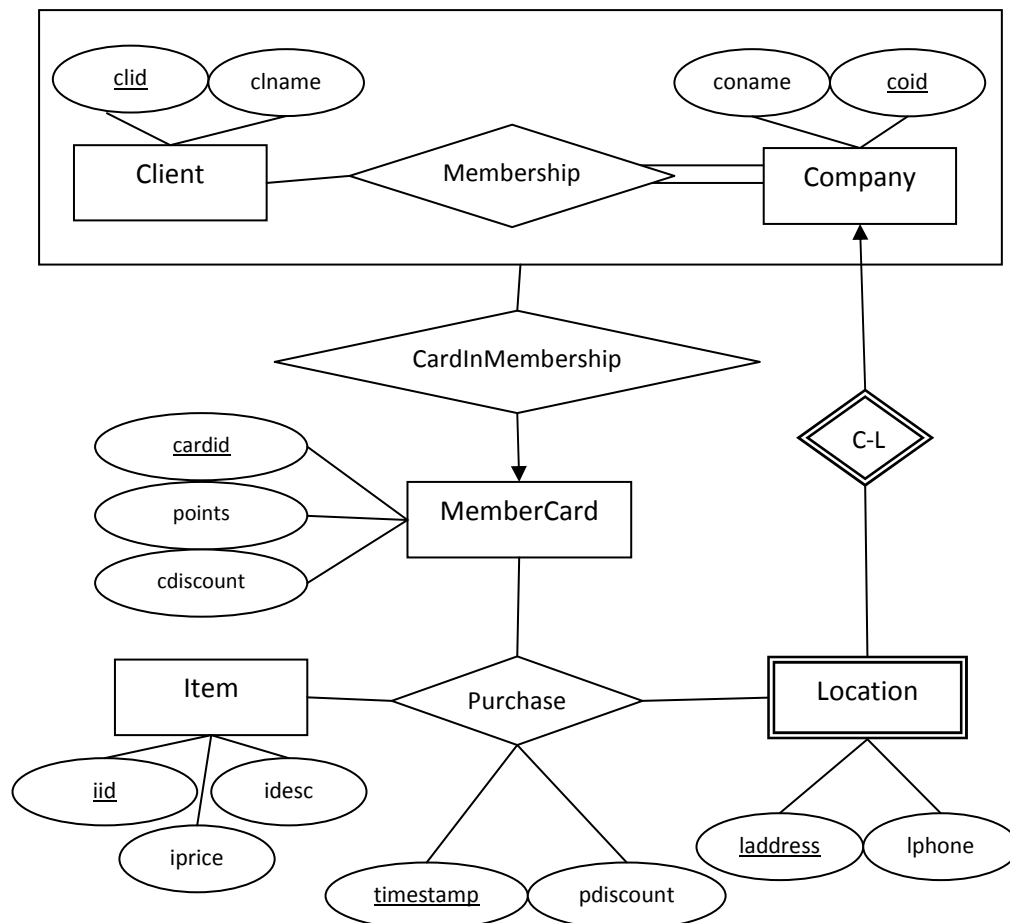 clid
clname
coname
coid
Client
Membership
Company
CardInMembership
C-L
cardid
points
cdiscount
MemberCard
Item
Purchase
Location
iid
idesc
iprice
timestamp
pdiscount
laddress
lphone